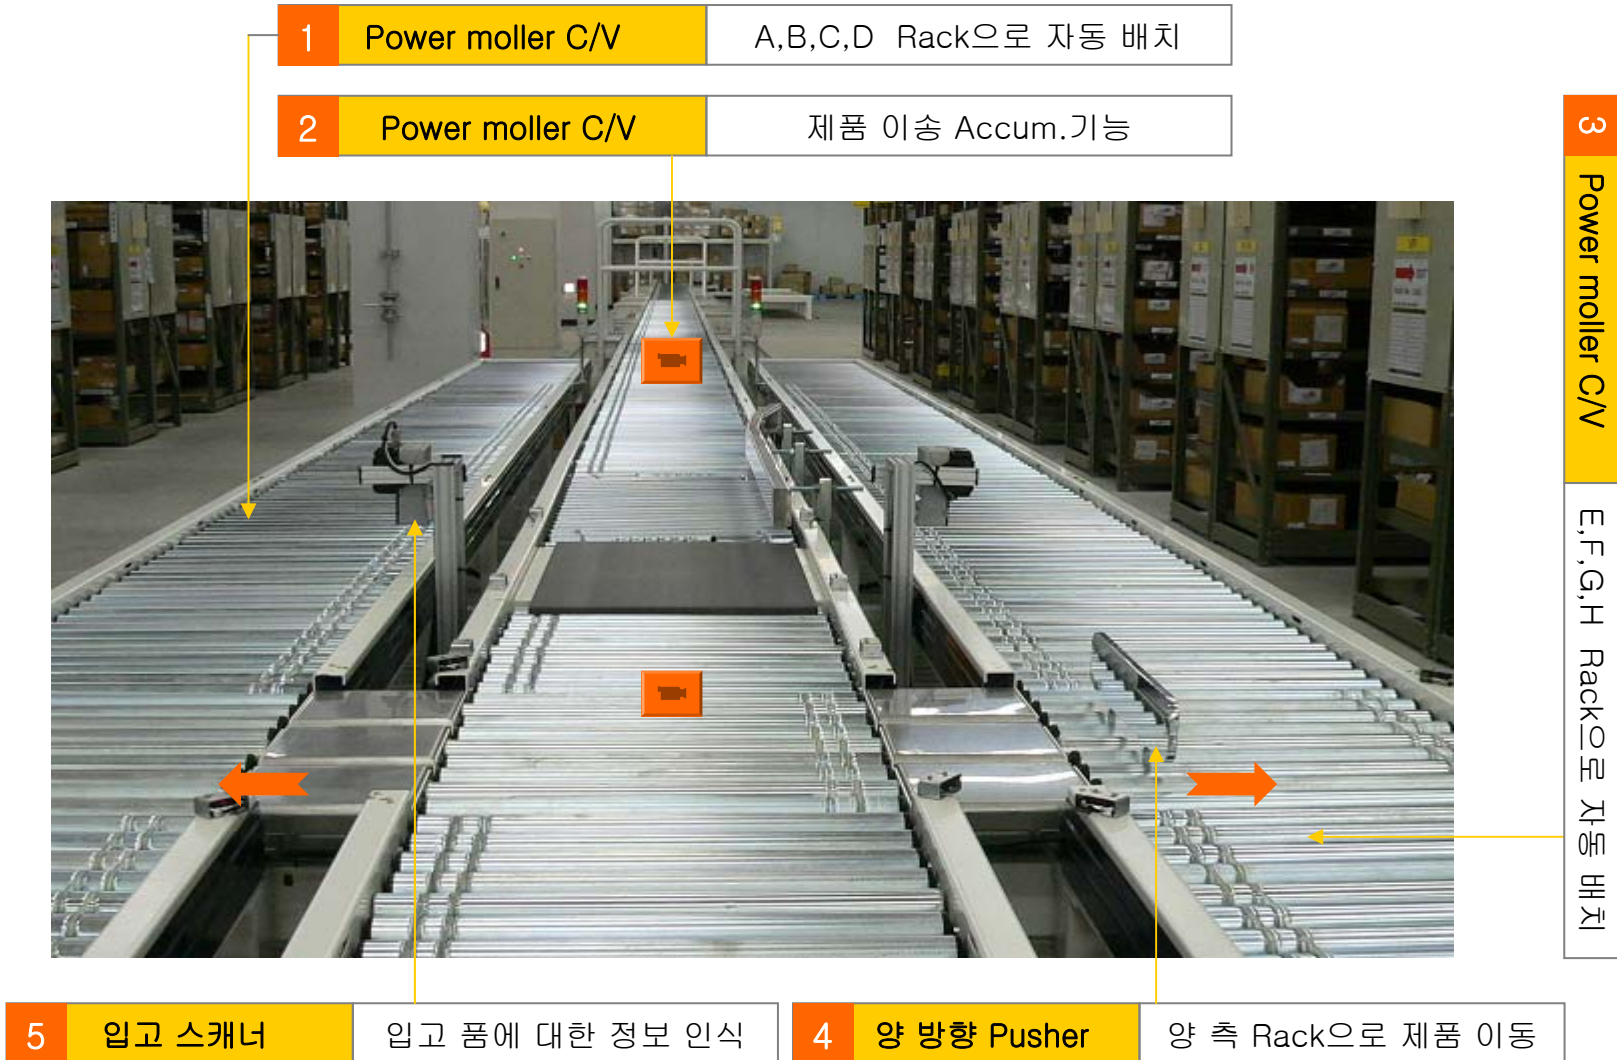 1 Power moller C/V A,B,C,D Rack으로 자동 배치
2 Power moller C/V 제품 이송 Accum.기능
3 Power moller C/V E,F,G,H Rack으로 자동 배치
5 입고 스캐너 입고 품에 대한 정보 인식
4 양 방향 Pusher 양 측 Rack으로 제품 이동